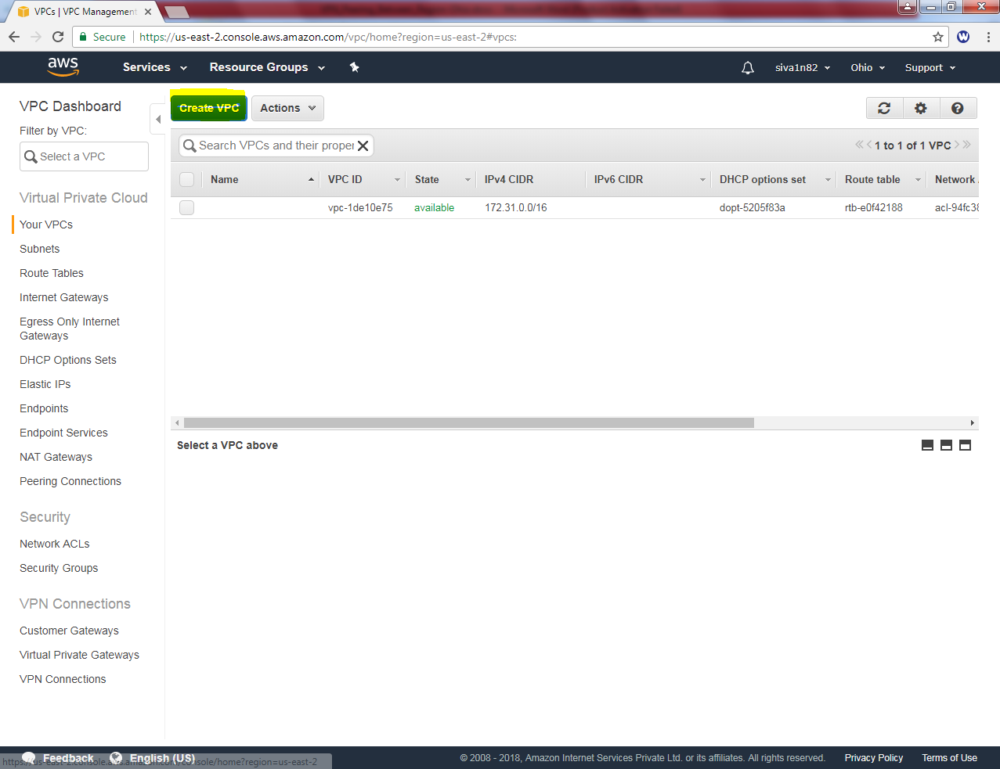 VPCs | VPC Management
Secure
https://us-east-2.console.aws.amazon.com/vpc/home?region=us-east-2#vpcs:
W
aws
Services
Resource Groups
siva1n82
Ohio
Support
VPC Dashboard
Filter by VPC:
Select a VPC
Virtual Private Cloud
Your VPCs
Subnets
Route Tables
Internet Gateways
Egress Only Internet
Gateways
DHCP Options Sets
Elastic IPs
Endpoints
Endpoint Services
NAT Gateways
Peering Connections
Security
Network ACLs
Security Groups
VPN Connections
Customer Gateways
Virtual Private Gateways
VPN Connections
Create VPC
Actions
Search VPCs and their proper
1 to 1 of 1 VPC
Name VPC ID State IPv4 CIDR IPv6 CIDR DHCP options set Route table Network
vpc-1de10e75 available 172.31.0.0/16 dopt-5205f83a rtb-e0f42188 acl-94fc38
Select a VPC above
Feedback
English (US)
https://us-east-2.console.aws.amazon.com/console/home?region=us-east-2
© 2008 - 2018, Amazon Internet Services Private Ltd. or its affiliates. All rights reserved.
Privacy Policy
Terms of Use